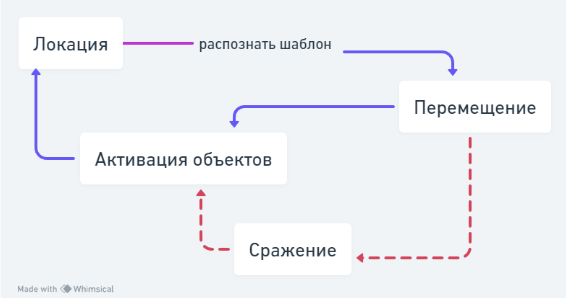 Локация
распознать шаблон
Перемещение
Активация объектов
Сражение
Made with Whimsical